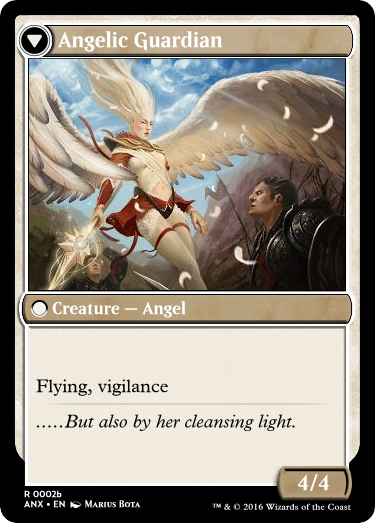 Angelic Guardian
Creature — Angel
Flying, vigilance
.....But also by her cleansing light.
4/4
R 0002b
ANX • EN Marius Bota
™ & © 2016 Wizards of the Coast